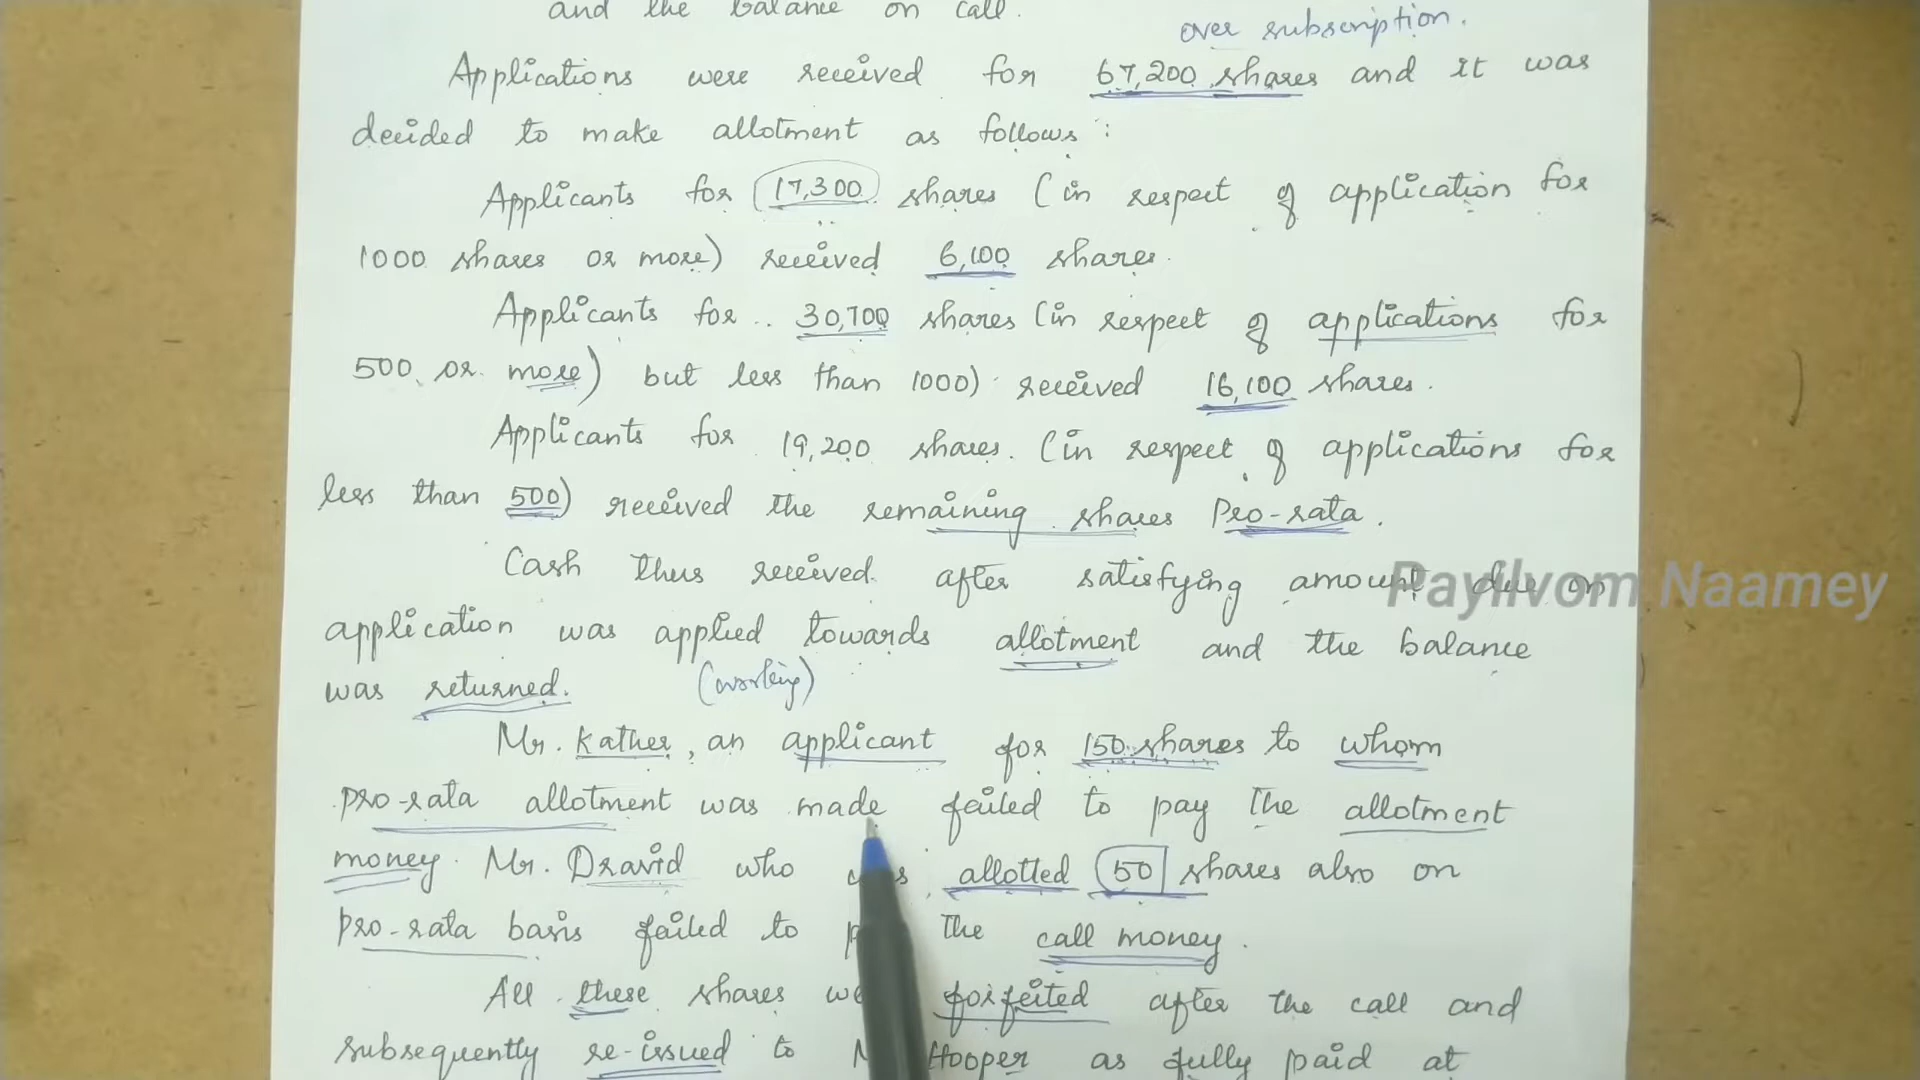 and the balance on call.
over subscription.
Applications were received for 67,200 shares and it was
decided to make allotment as follows:
Applicants for 17,300 shares (in respect of application for
1000 shares or more) received 6,100 shares.
Applicants for 30,700 shares (in respect of applications for
500 or more) but less than 1000) received 16,100 shares.
Applicants for 19,200 shares. (in respect of applications for
less than 500) received the remaining shares Pro-rata.
Cash thus received after satisfying amount due on
Payilvom Naamey
application was applied towards allotment and the balance
was returned. (working)
Mr. Kather, an applicant for 150 shares to whom
pro-rata allotment was made failed to pay the allotment
money. Mr. Dravid who allotted 50 shares also on
Pro-rata basis failed to the call money.
All these shares forfeited after the call and
subsequently re-issued to Hooper as fully paid at